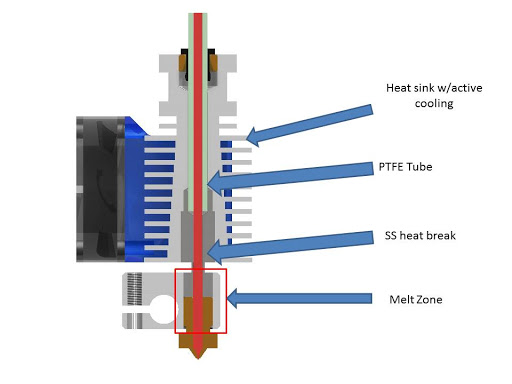 Heat sink w/active
cooling
PTFE Tube
SS heat break
Melt Zone